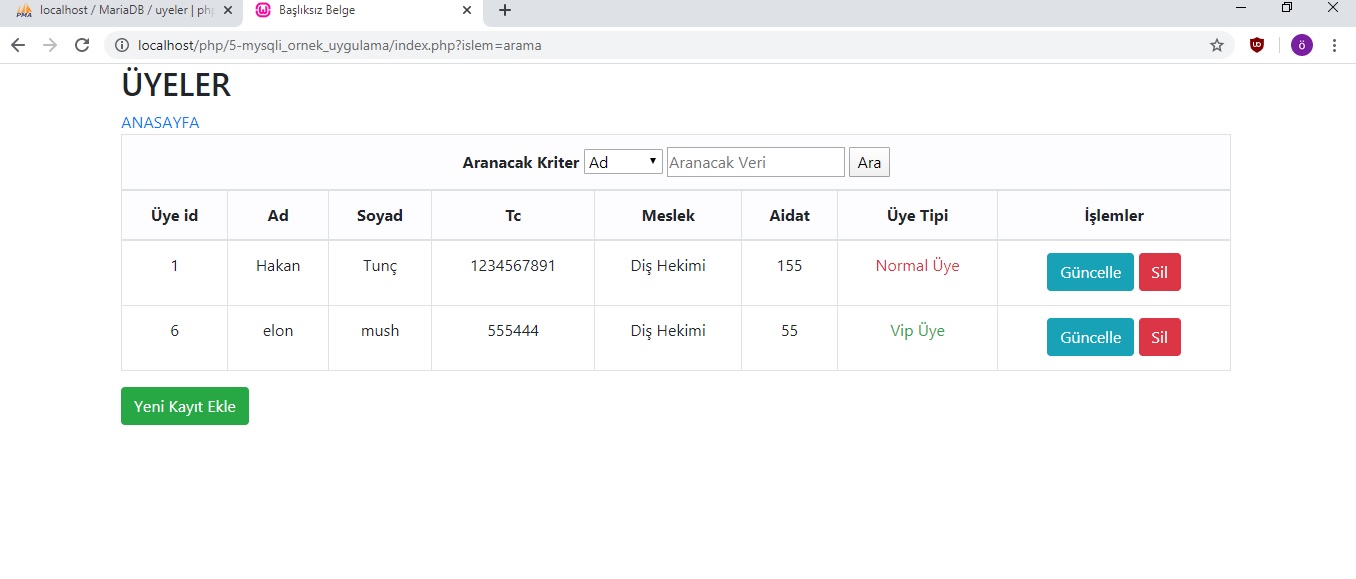 localhost / MariaDB / uyeler | php
Başlıksız Belge
localhost/php/5-mysqli_ornek_uygulama/index.php?islem=arama
ö
ÜYELER
ANASAYFA
Aranacak Kriter Ad Aranacak Veri Ara
Üye id Ad Soyad Tc Meslek Aidat Üye Tipi İşlemler
1 Hakan Tunç 1234567891 Diş Hekimi 155 Normal Üye Güncelle Sil
6 elon mush 555444 Diş Hekimi 55 Vip Üye Güncelle Sil
Yeni Kayıt Ekle